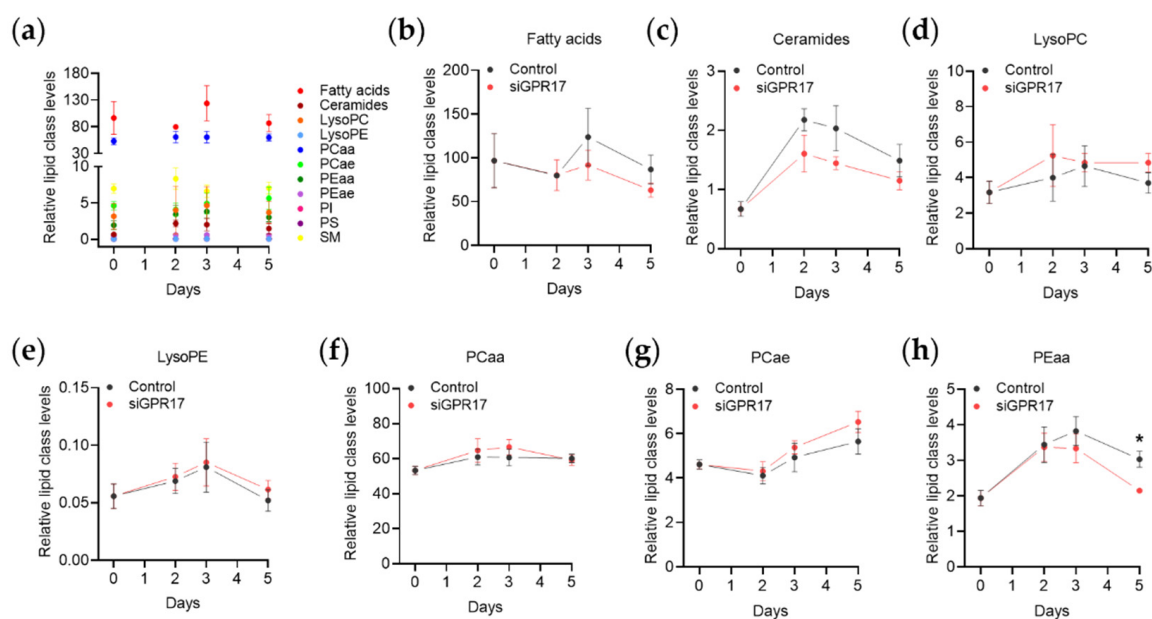 (a)
Relative lipid class levels
180
130
80
30
10
5
0
0 1 2 3 4 5
Days
Fatty acids
Ceramides
LysoPC
LysoPE
PCaa
PCae
PEaa
PEae
PI
PS
SM
(b)
Fatty acids
Control
siGPR17
Relative lipid class levels
200
150
100
50
0
0 1 2 3 4 5
Days
(c)
Ceramides
Control
siGPR17
Relative lipid class levels
3
2
1
0
0 1 2 3 4 5
Days
(d)
LysoPC
Control
siGPR17
Relative lipid class levels
10
8
6
4
2
0
0 1 2 3 4 5
Days
(e)
LysoPE
Control
siGPR17
Relative lipid class levels
0.15
0.10
0.05
0.00
0 1 2 3 4 5
Days
(f)
PCaa
Control
siGPR17
Relative lipid class levels
100
80
60
40
20
0
0 1 2 3 4 5
Days
(g)
PCae
Control
siGPR17
Relative lipid class levels
8
6
4
2
0
0 1 2 3 4 5
Days
(h)
PEaa
Control
siGPR17
*
Relative lipid class levels
5
4
3
2
1
0
0 1 2 3 4 5
Days